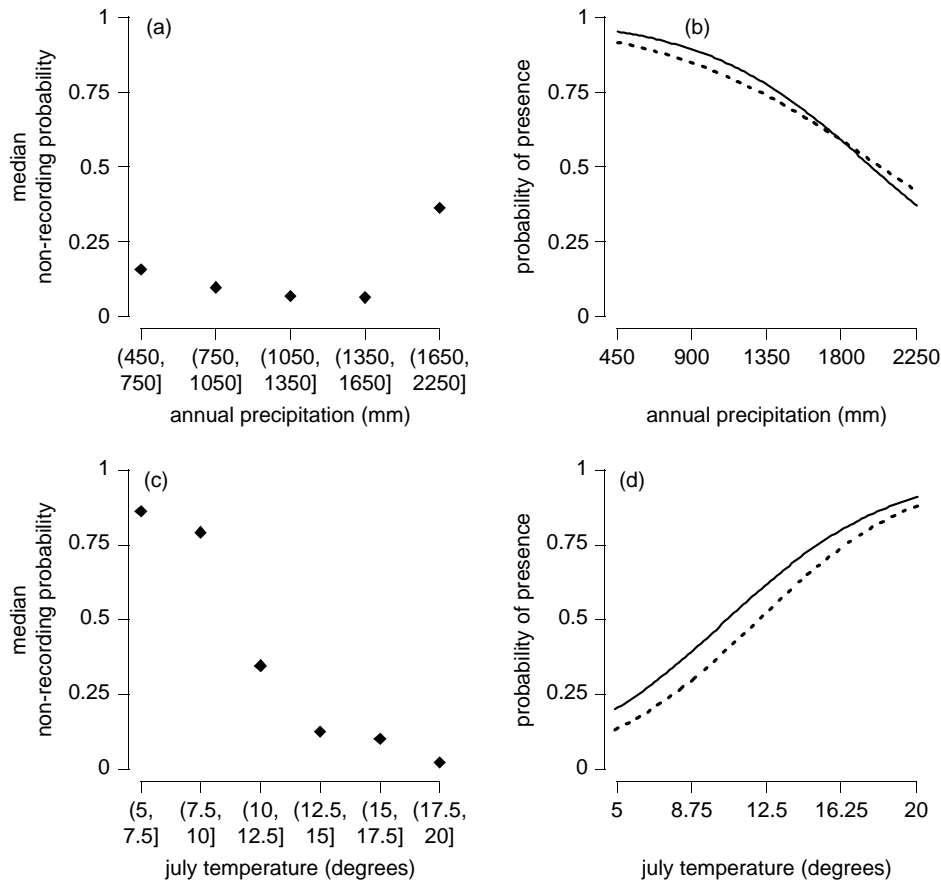 (a)
median
non-recording probability
1
0.75
0.5
0.25
0
(450, (750, (1050, (1350, (1650,
750] 1050] 1350] 1650] 2250]
annual precipitation (mm)
(b)
probability of presence
1
0.75
0.5
0.25
0
450 900 1350 1800 2250
annual precipitation (mm)
(c)
median
non-recording probability
1
0.75
0.5
0.25
0
(5, (7.5, (10, (12.5, (15, (17.5,
7.5] 10] 12.5] 15] 17.5] 20]
july temperature (degrees)
(d)
probability of presence
1
0.75
0.5
0.25
0
5 8.75 12.5 16.25 20
july temperature (degrees)